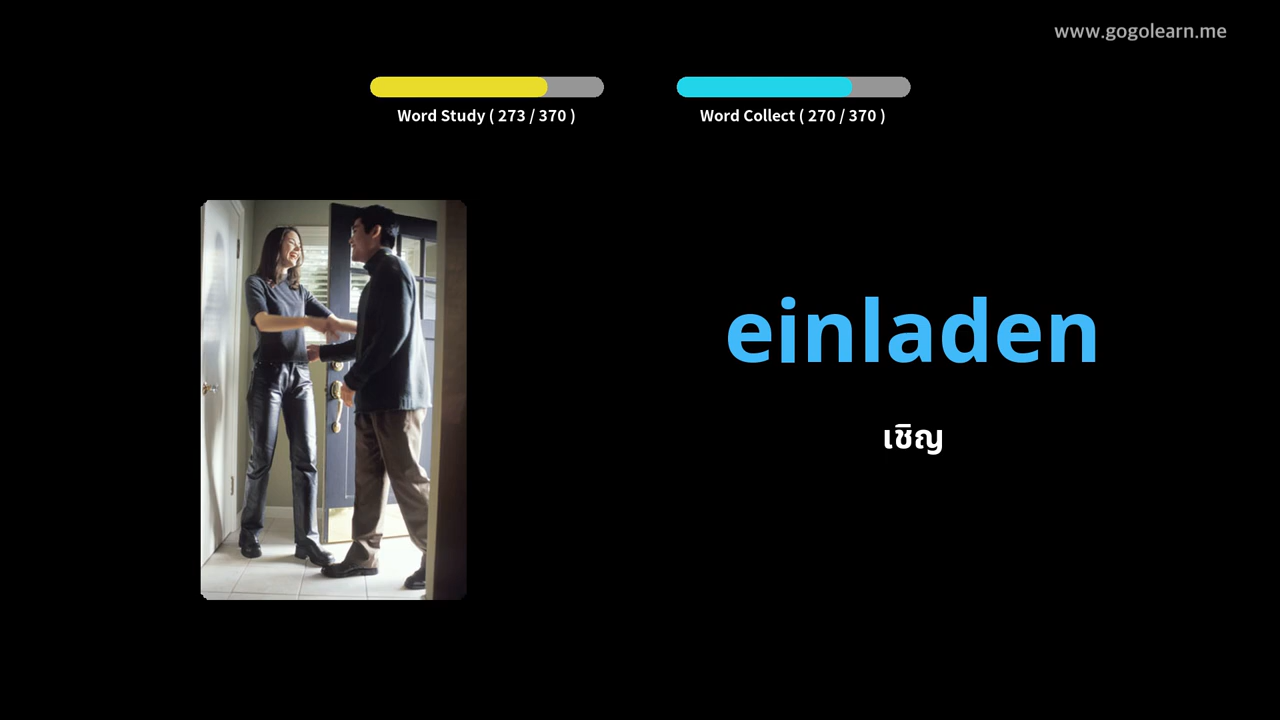 www.gogolearn.me
Word Study ( 273 / 370 )
Word Collect ( 270 / 370 )
einladen
เชิญ